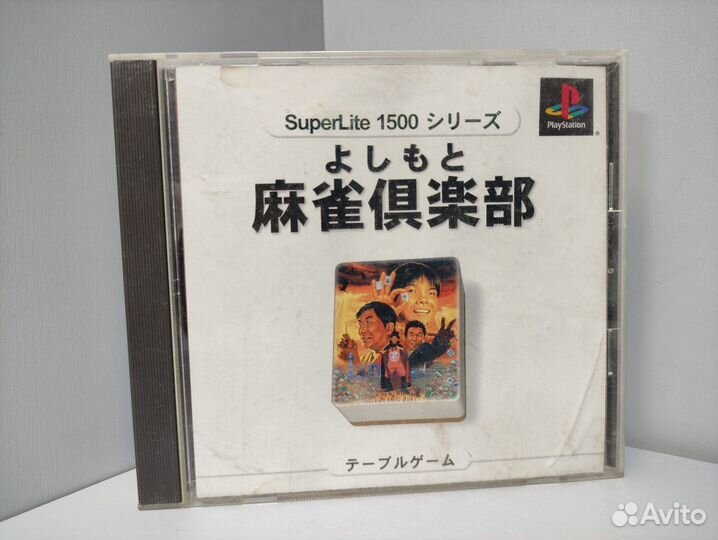 SuperLite 1500 シリーズ
PlayStation
よしもと
麻雀倶楽部
テーブルゲーム
Avito